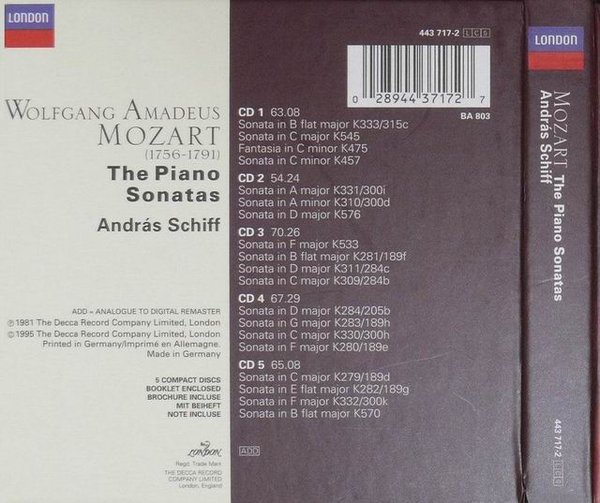 LONDON
WOLFGANG AMADEUS
MOZART
(1756-1791)
The Piano
Sonatas
András Schiff
ADD = ANALOGUE TO DIGITAL REMASTER
℗1981 The Decca Record Company Limited, London
©1995 The Decca Record Company Limited, London
Printed in Germany/Imprimé en Allemagne.
Made in Germany
5 COMPACT DISCS
BOOKLET ENCLOSED
BROCHURE INCLUSE
MIT BEIHEFT
NOTE INCLUSE
LONDON
Regd. Trade Mark
THE DECCA RECORD
COMPANY LIMITED
London, England
443 717-2 LCS
0 28944 37172 7
BA 803
CD 1 63.08
Sonata in B flat major K333/315c
Sonata in C major K545
Fantasia in C minor K475
Sonata in C minor K457
CD 2 54.24
Sonata in A major K331/300i
Sonata in A minor K310/300d
Sonata in D major K576
CD 3 70.26
Sonata in F major K533
Sonata in B flat major K281/189f
Sonata in D major K311/284c
Sonata in C major K309/284b
CD 4 67.29
Sonata in D major K284/205b
Sonata in G major K283/189h
Sonata in C major K330/300h
Sonata in F major K280/189e
CD 5 65.08
Sonata in C major K279/189d
Sonata in E flat major K282/189g
Sonata in F major K332/300k
Sonata in B flat major K570
ADD
LONDON
MOZART The Piano Sonatas
András Schiff
443 717-2 LCS